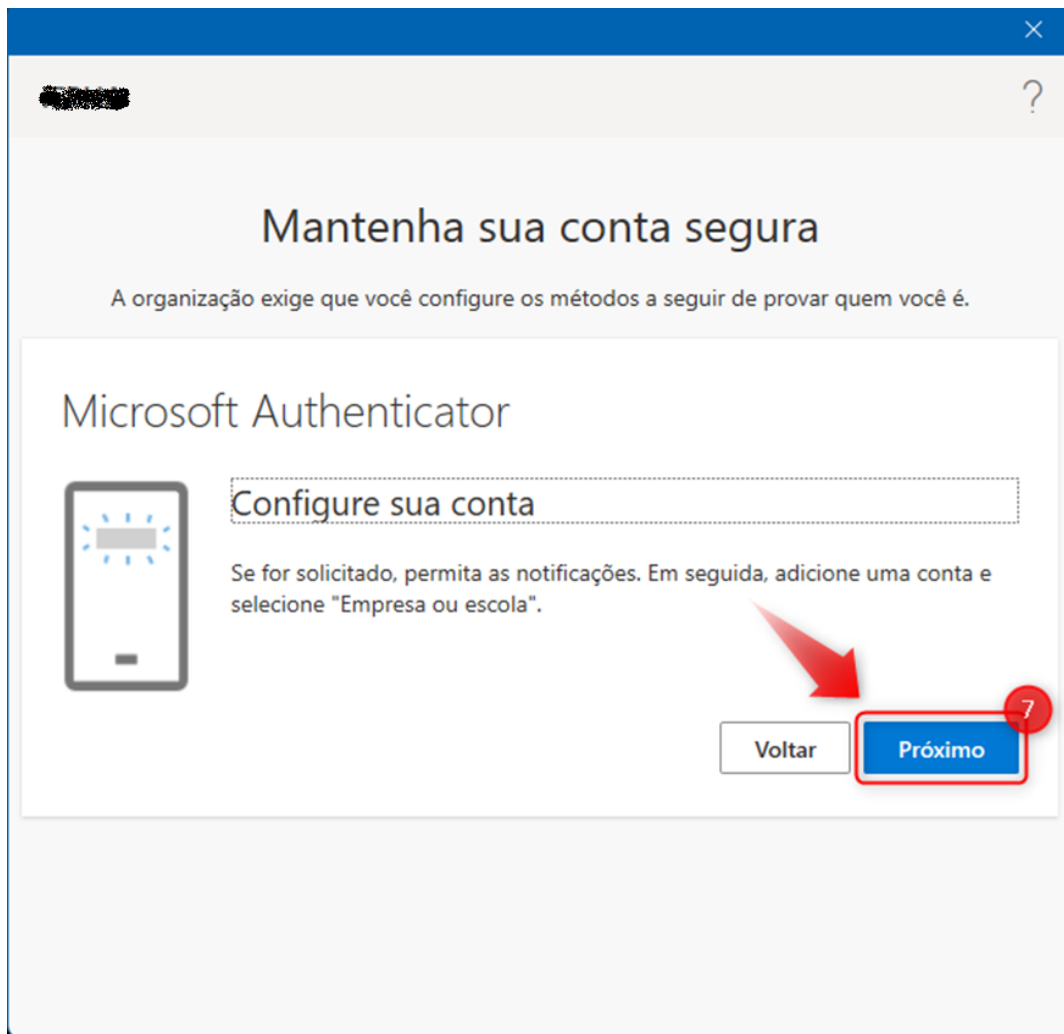 ?
Mantenha sua conta segura
A organização exige que você configure os métodos a seguir de provar quem você é.
Microsoft Authenticator
Configure sua conta
Se for solicitado, permita as notificações. Em seguida, adicione uma conta e
selecione "Empresa ou escola".
7
Voltar
Próximo